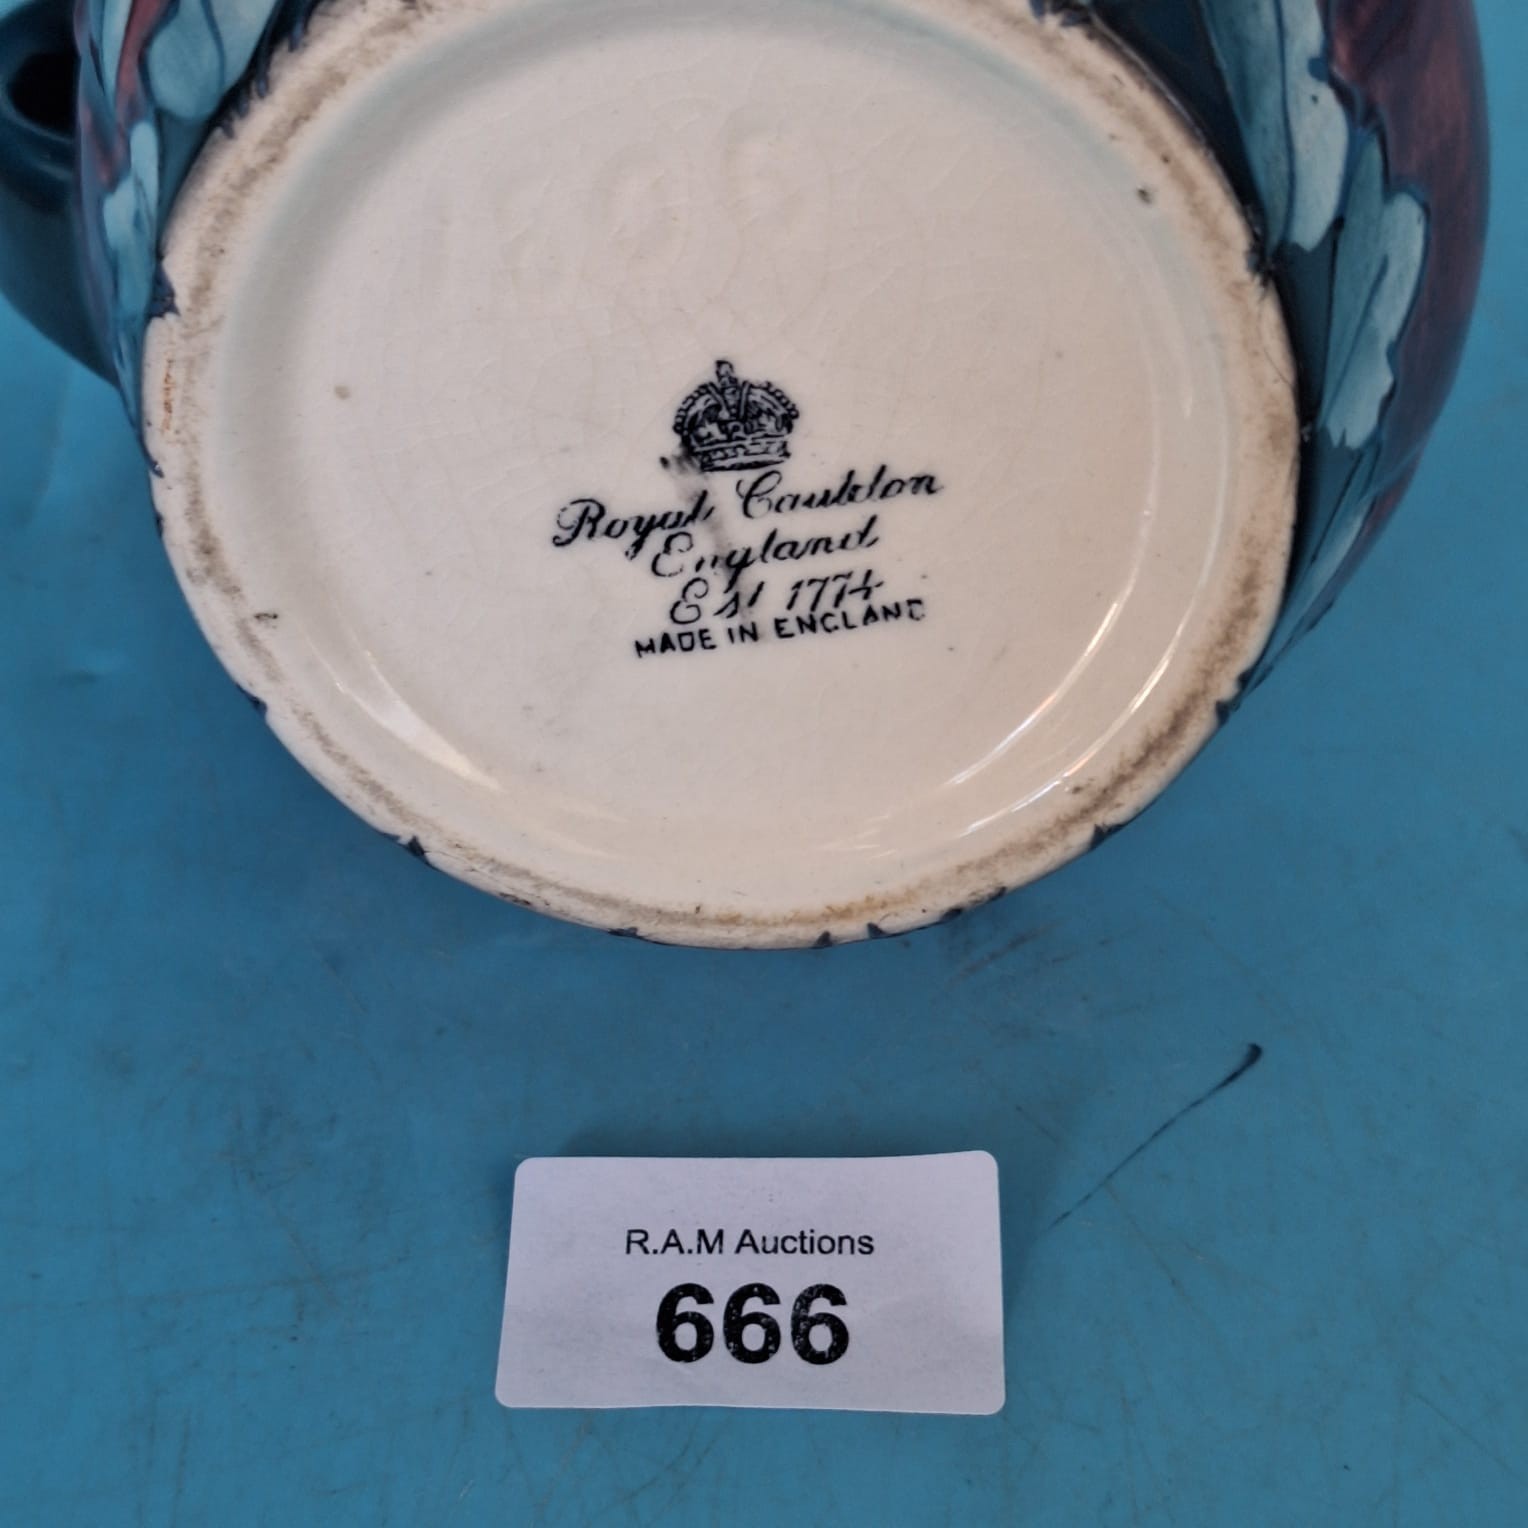 Royal Cauldon
England
Est 1774
MADE IN ENGLAND
R.A.M Auctions
666